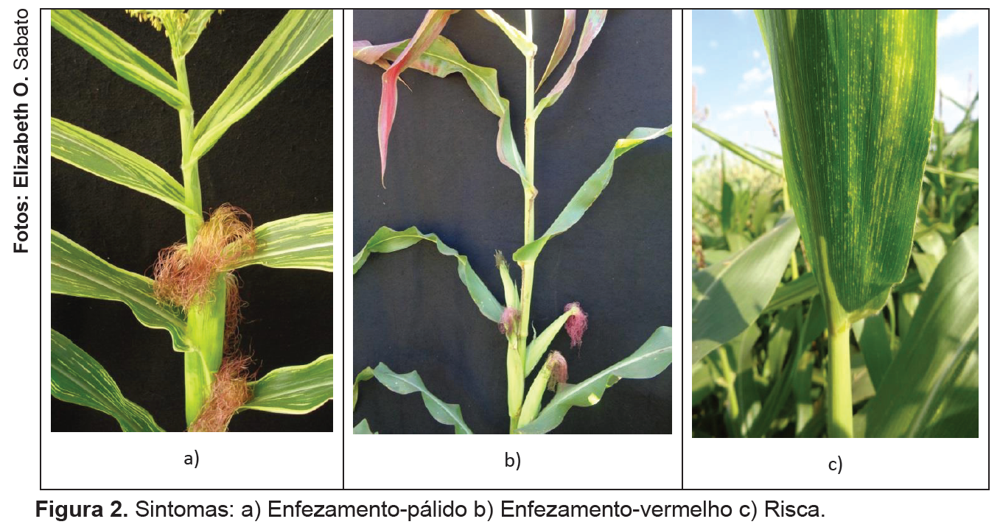 Fotos: Elizabeth O. Sabato
a)
b)
c)
Figura 2. Sintomas: a) Enfezamento-pálido b) Enfezamento-vermelho c) Risca.